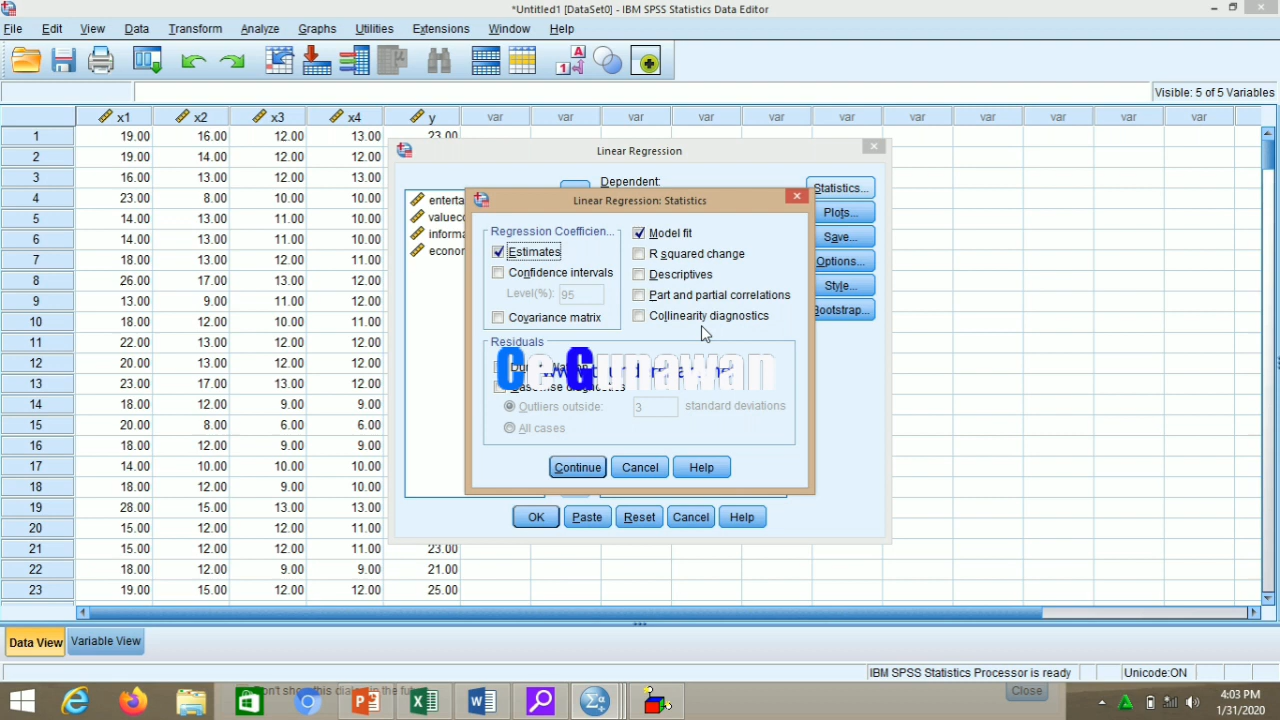 *Untitled1 [DataSet0] - IBM SPSS Statistics Data Editor
File Edit View Data Transform Analyze Graphs Utilities Extensions Window Help
Visible: 5 of 5 Variables
x1 x2 x3 x4 y var var var var var var var var var var var
1 19.00 16.00 12.00 13.00 23.00
2 19.00 14.00 12.00 12.00
3 16.00 13.00 12.00 10.00
4 23.00 8.00 10.00 10.00
5 14.00 13.00 11.00 10.00
6 14.00 13.00 11.00 10.00
7 18.00 13.00 12.00 11.00
8 26.00 17.00 13.00 12.00
9 13.00 9.00 11.00 12.00
10 18.00 12.00 11.00 12.00
11 22.00 13.00 11.00 12.00
12 20.00 13.00 12.00 12.00
13 23.00 17.00 13.00 12.00
14 18.00 12.00 9.00 9.00
15 20.00 8.00 6.00 6.00
16 18.00 12.00 9.00 9.00
17 14.00 10.00 10.00 10.00
18 18.00 12.00 9.00 10.00
19 28.00 15.00 13.00 13.00
20 15.00 12.00 12.00 11.00
21 15.00 12.00 12.00 11.00 23.00
22 18.00 12.00 9.00 9.00 21.00
23 19.00 15.00 12.00 12.00 25.00
Linear Regression
Dependent:
Statistics...
Plots...
Save...
Options...
Style...
Bootstrap...
OK Paste Reset Cancel Help
Linear Regression: Statistics
Regression Coefficien...
Estimates
Confidence intervals
Level(%): 95
Covariance matrix
Model fit
R squared change
Descriptives
Part and partial correlations
Collinearity diagnostics
Residuals
Ce Gunawan
Outliers outside: 3 standard deviations
All cases
Continue Cancel Help
Data View Variable View
IBM SPSS Statistics Processor is ready Unicode:ON
Close
4:03 PM
1/31/2020